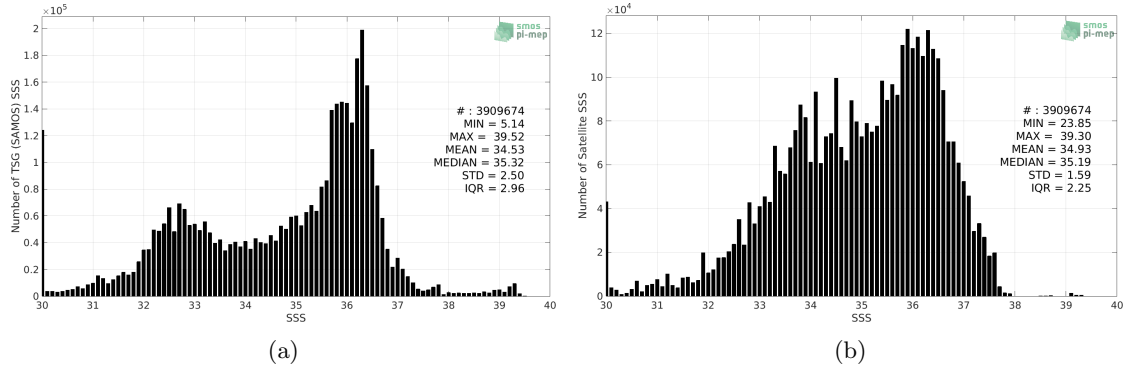 ×10⁵
2
1.8
1.6
1.4
1.2
1
0.8
0.6
0.4
0.2
0
Number of TSG (SAMOS) SSS
smos
pi-mep
# : 3909674
MIN = 5.14
MAX = 39.52
MEAN = 34.53
MEDIAN = 35.32
STD = 2.50
IQR = 2.96
30 31 32 33 34 35 36 37 38 39 40
SSS
(a)
×10⁴
12
10
8
6
4
2
0
Number of Satellite SSS
smos
pi-mep
# : 3909674
MIN = 23.85
MAX = 39.30
MEAN = 34.93
MEDIAN = 35.19
STD = 1.59
IQR = 2.25
30 31 32 33 34 35 36 37 38 39 40
SSS
(b)